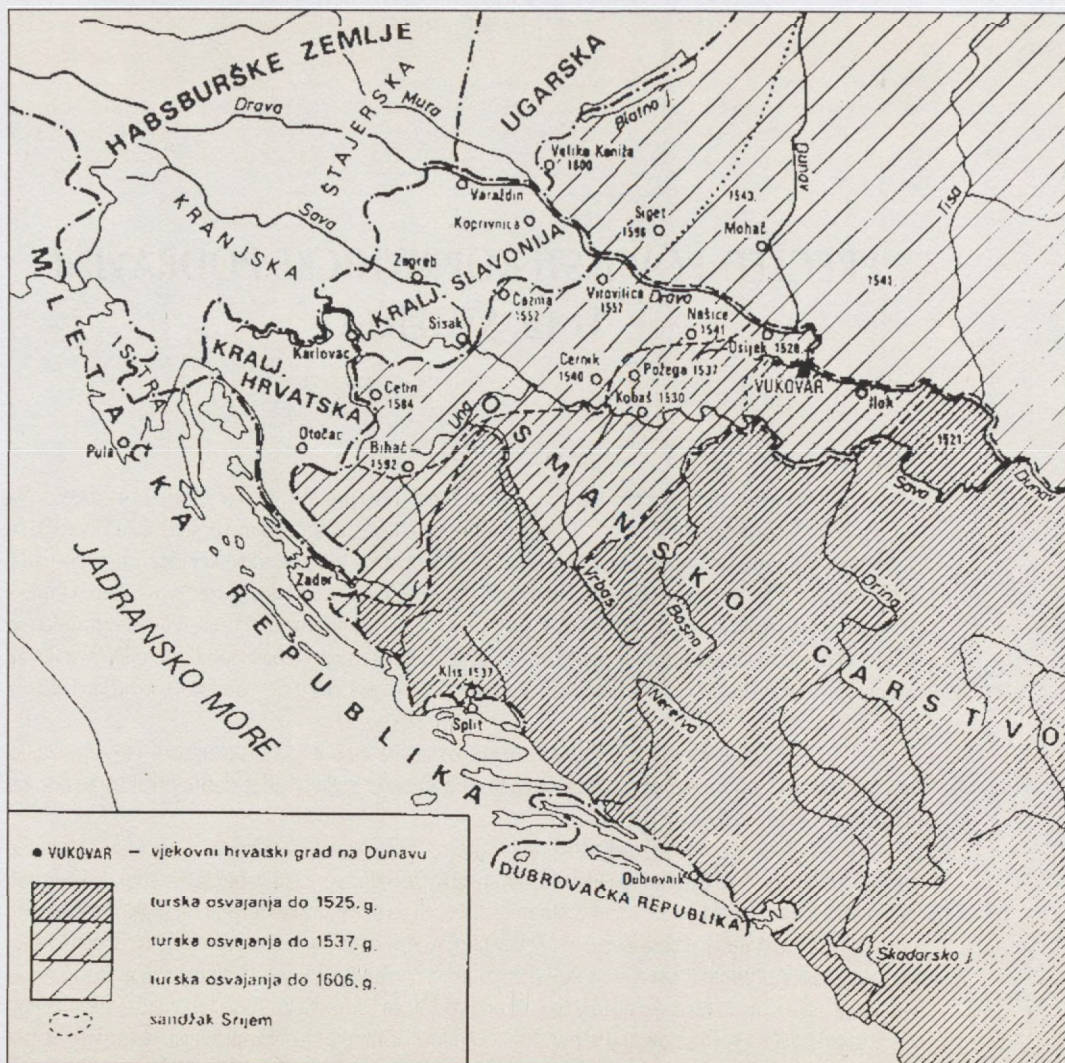 HABSBURŠKE ZEMLJE
UGARSKA
ŠTAJERSKA
Drava
Mura
Blatno j.
Dunav
Tisa
Velika Kaniža
1600
Varaždin
Koprivnica
Siget
1543.
Mohač
1541.
KRANJSKA
Sava
Zagreb
KRALJ. SLAVONIJA
Čazma
1552
Virovitica
1552
Drava
Našice
1541
Osijek 1526.
Sisak
Karlovac
KRALJ.
HRVATSKA
Cetin
1584
Cernik
1540
Požega 1537
Kobaš 1530
VUKOVAR
Ilok
1521.
Dunav
Sava
ISTRA
Pula
Otočac
Bihać
1592
Una
OSMANSKO CARSTVO
Vrbas
Bosna
Drina
MLETAČKA REPUBLIKA
Zadar
JADRANSKO MORE
Klis 1537
Split
Neretva
Dubrovnik
DUBROVAČKA REPUBLIKA
Skadarsko j.
VUKOVAR – vjekovni hrvatski grad na Dunavu
turska osvajanja do 1525. g.
turska osvajanja do 1537. g.
turska osvajanja do 1606. g.
sandžak Srijem